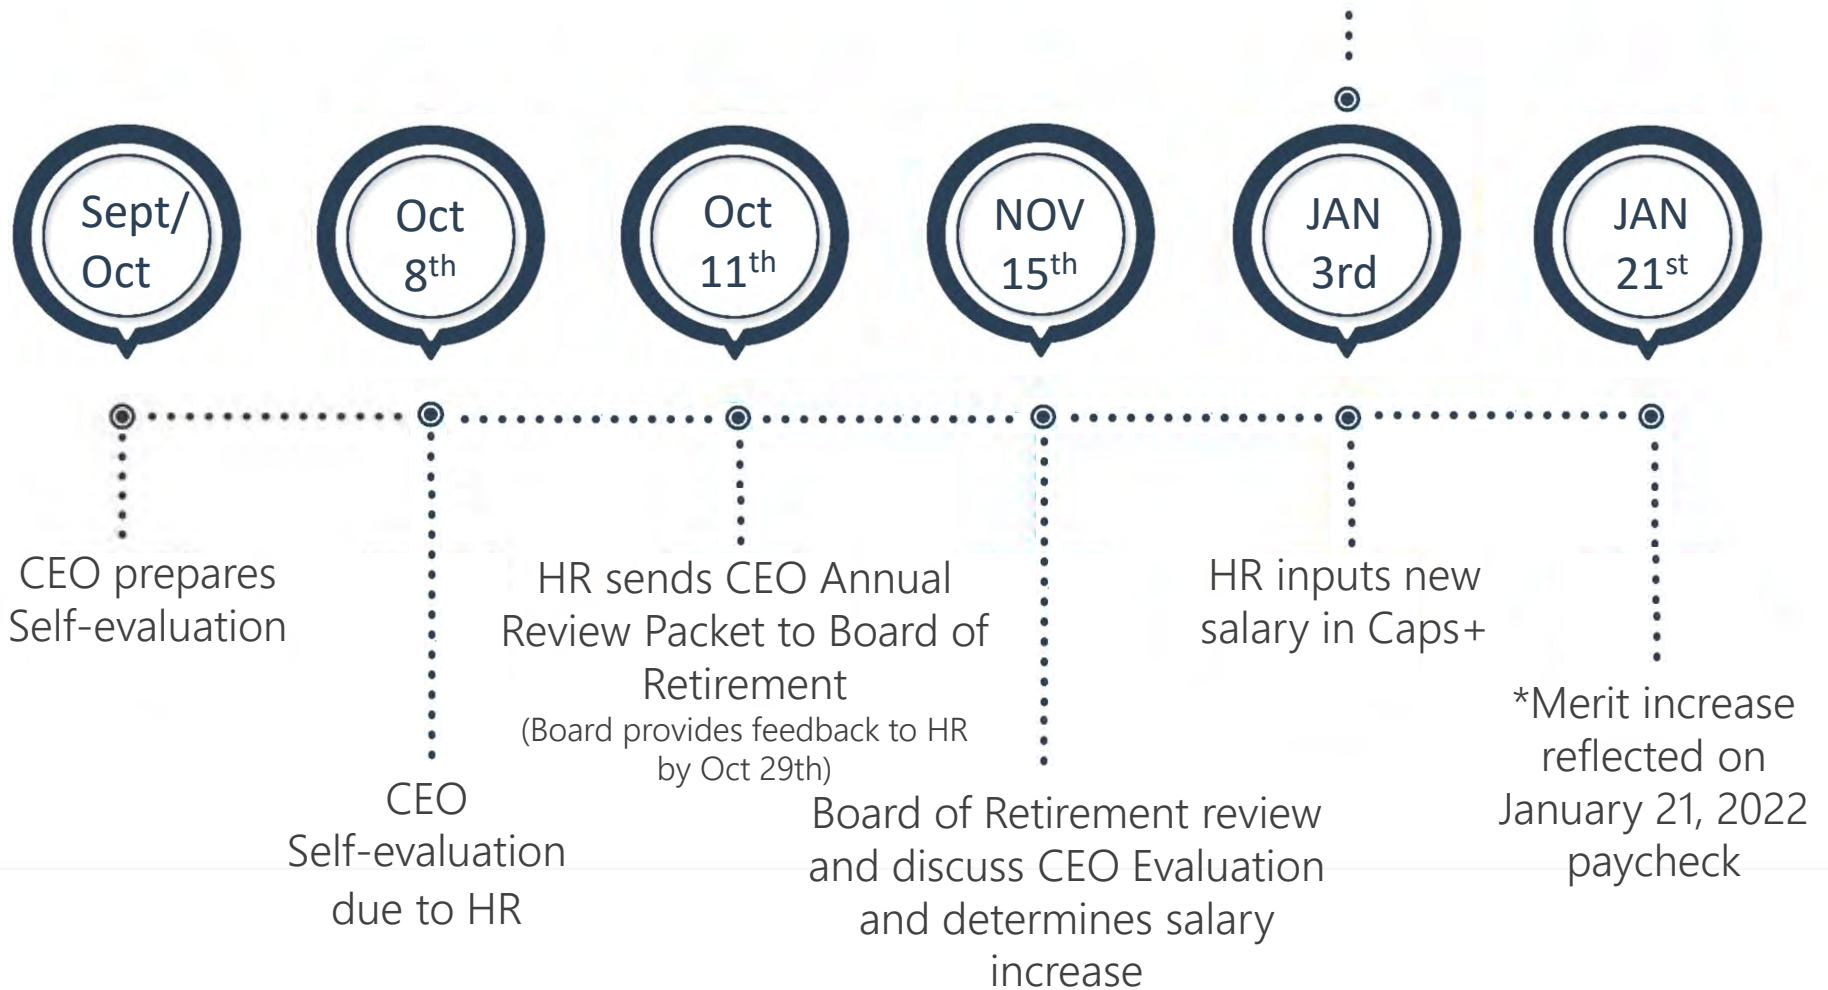 Sept/
Oct
Oct
8th
Oct
11th
NOV
15th
JAN
3rd
JAN
21st
CEO prepares
Self-evaluation
CEO
Self-evaluation
due to HR
HR sends CEO Annual
Review Packet to Board of
Retirement
(Board provides feedback to HR
by Oct 29th)
Board of Retirement review
and discuss CEO Evaluation
and determines salary
increase
HR inputs new
salary in Caps+
*Merit increase
reflected on
January 21, 2022
paycheck